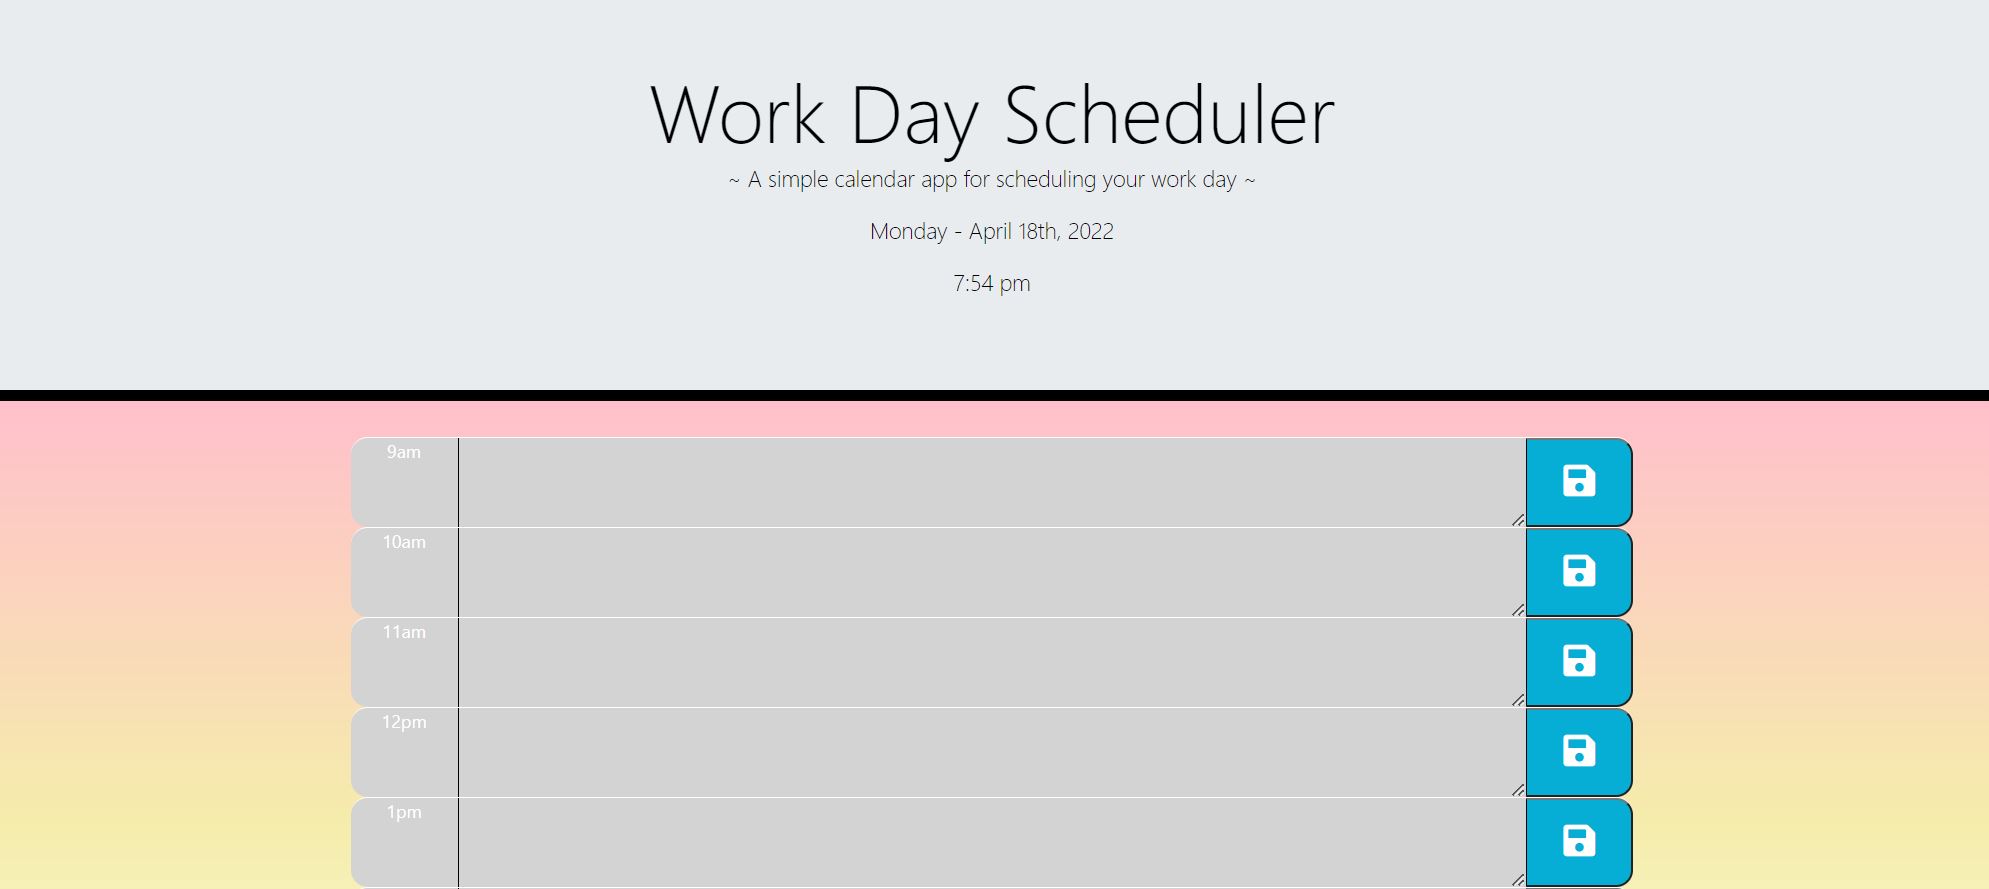 Work Day Scheduler
~ A simple calendar app for scheduling your work day ~
Monday - April 18th, 2022
7:54 pm
9am
10am
11am
12pm
1pm